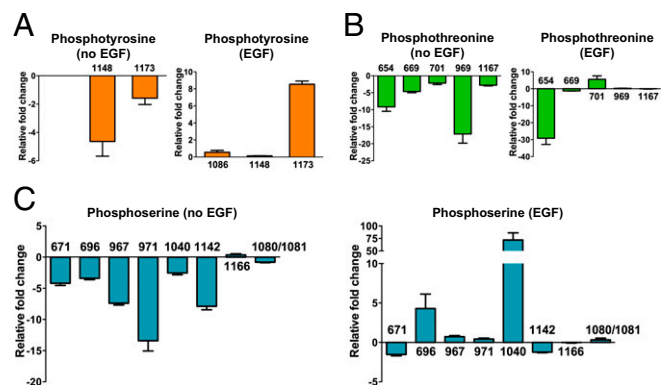 A
Phosphotyrosine
(no EGF)
1148 1173
0
-2
-4
-6
Relative fold change
Phosphotyrosine
(EGF)
10
8
6
4
2
0
Relative fold change
1086 1148 1173
B
Phosphothreonine
(no EGF)
654 669 701 969 1167
0
-5
-10
-15
-20
-25
Relative fold change
Phosphothreonine
(EGF)
10
0
-10
-20
-30
-40
Relative fold change
654 669
701 969 1167
C
Phosphoserine (no EGF)
5
0
-5
-10
-15
-20
Relative fold change
671 696 967 971 1040 1142 1080/1081
1166
Phosphoserine (EGF)
100
75
50
10
5
0
-5
Relative fold change
671 1142 1080/1081
696 967 971 1040 1166